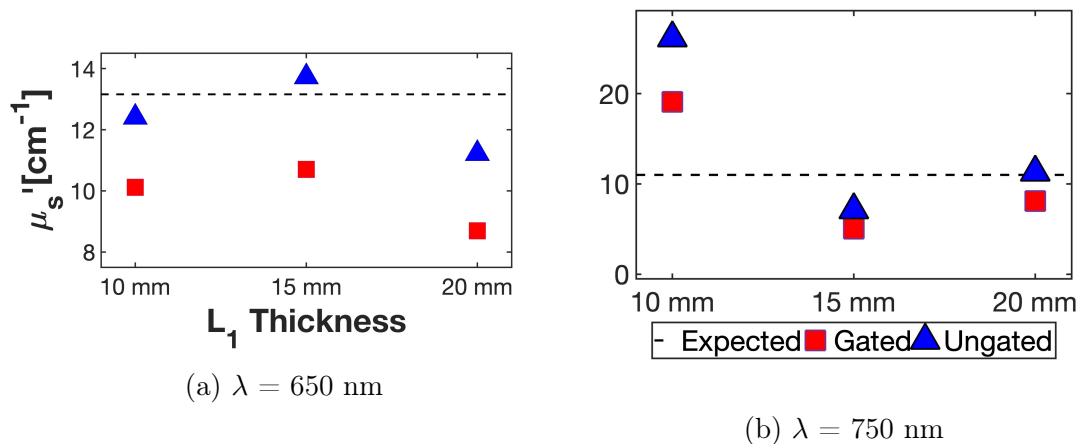 μs'[cm-1]
14
12
10
8
10 mm
15 mm
20 mm
L1 Thickness
(a) λ = 650 nm
20
10
0
10 mm
15 mm
20 mm
Expected Gated Ungated
(b) λ = 750 nm